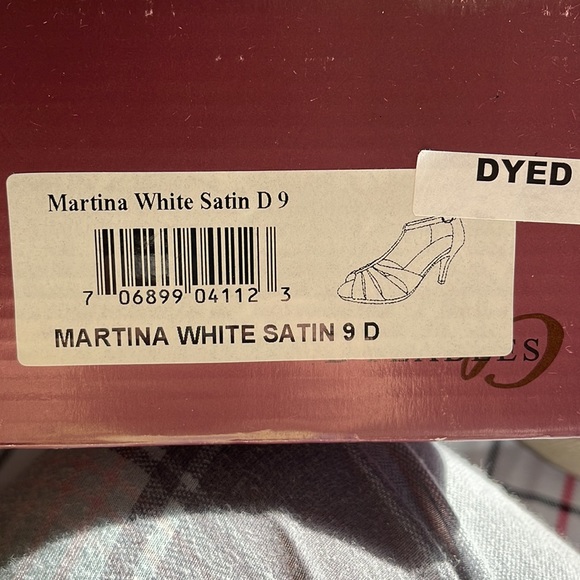 DYED
Martina White Satin D 9
7 06899 04112 3
MARTINA WHITE SATIN 9 D